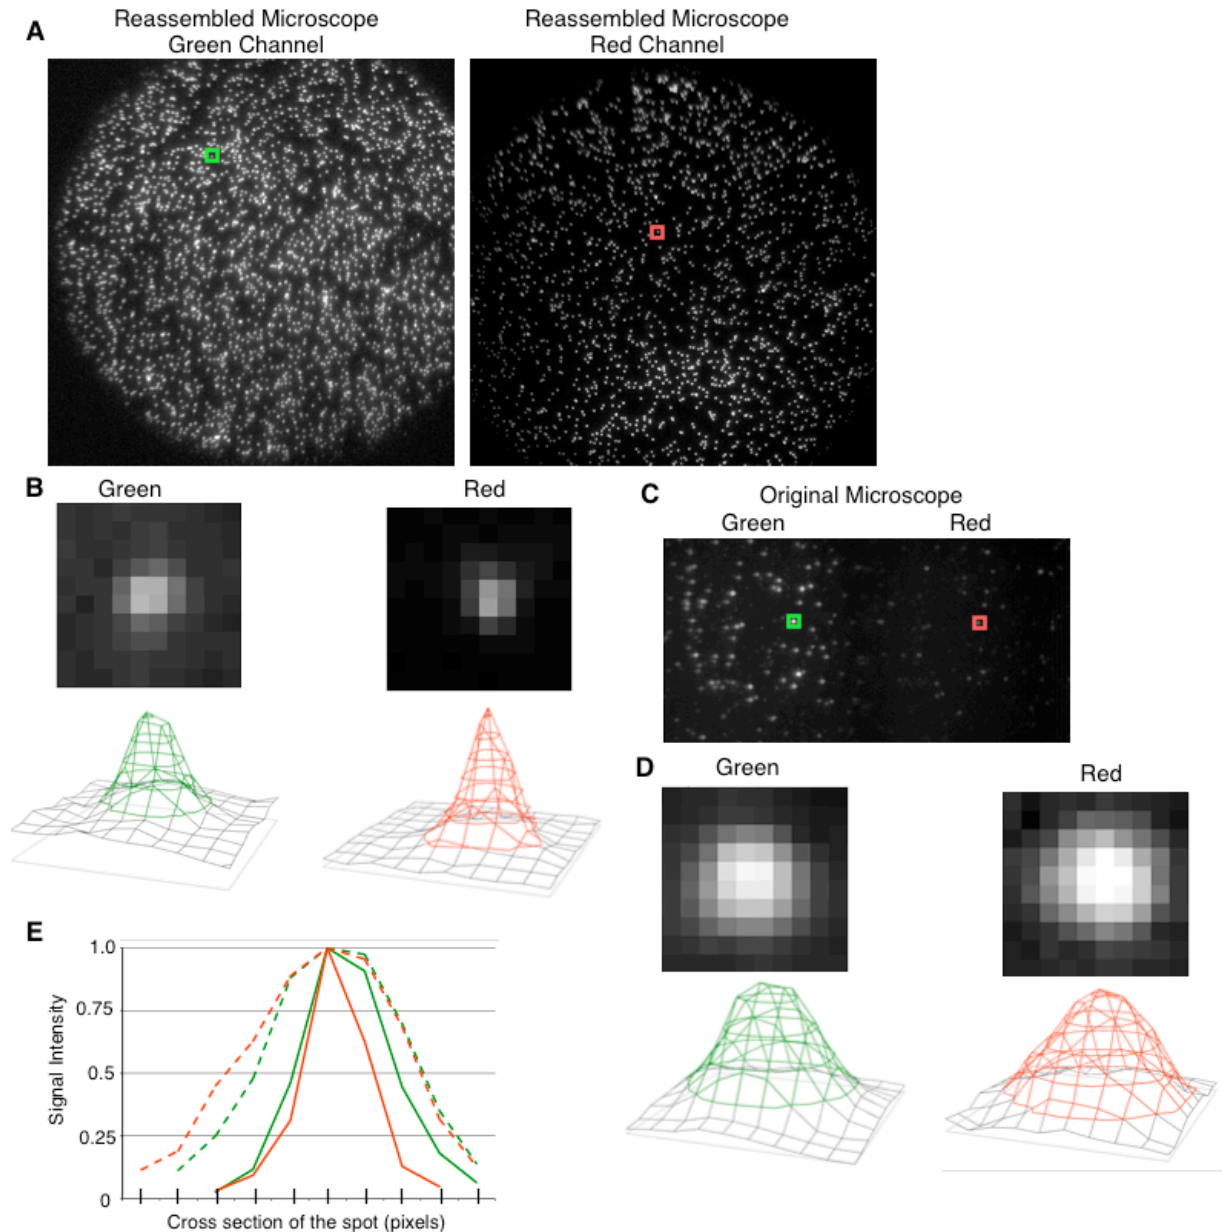 A
Reassembled Microscope
Green Channel
Reassembled Microscope
Red Channel
B
Green
Red
C
Original Microscope
Green
Red
D
Green
Red
E
1.0
0.75
0.5
0.25
0
Signal Intensity
Cross section of the spot (pixels)